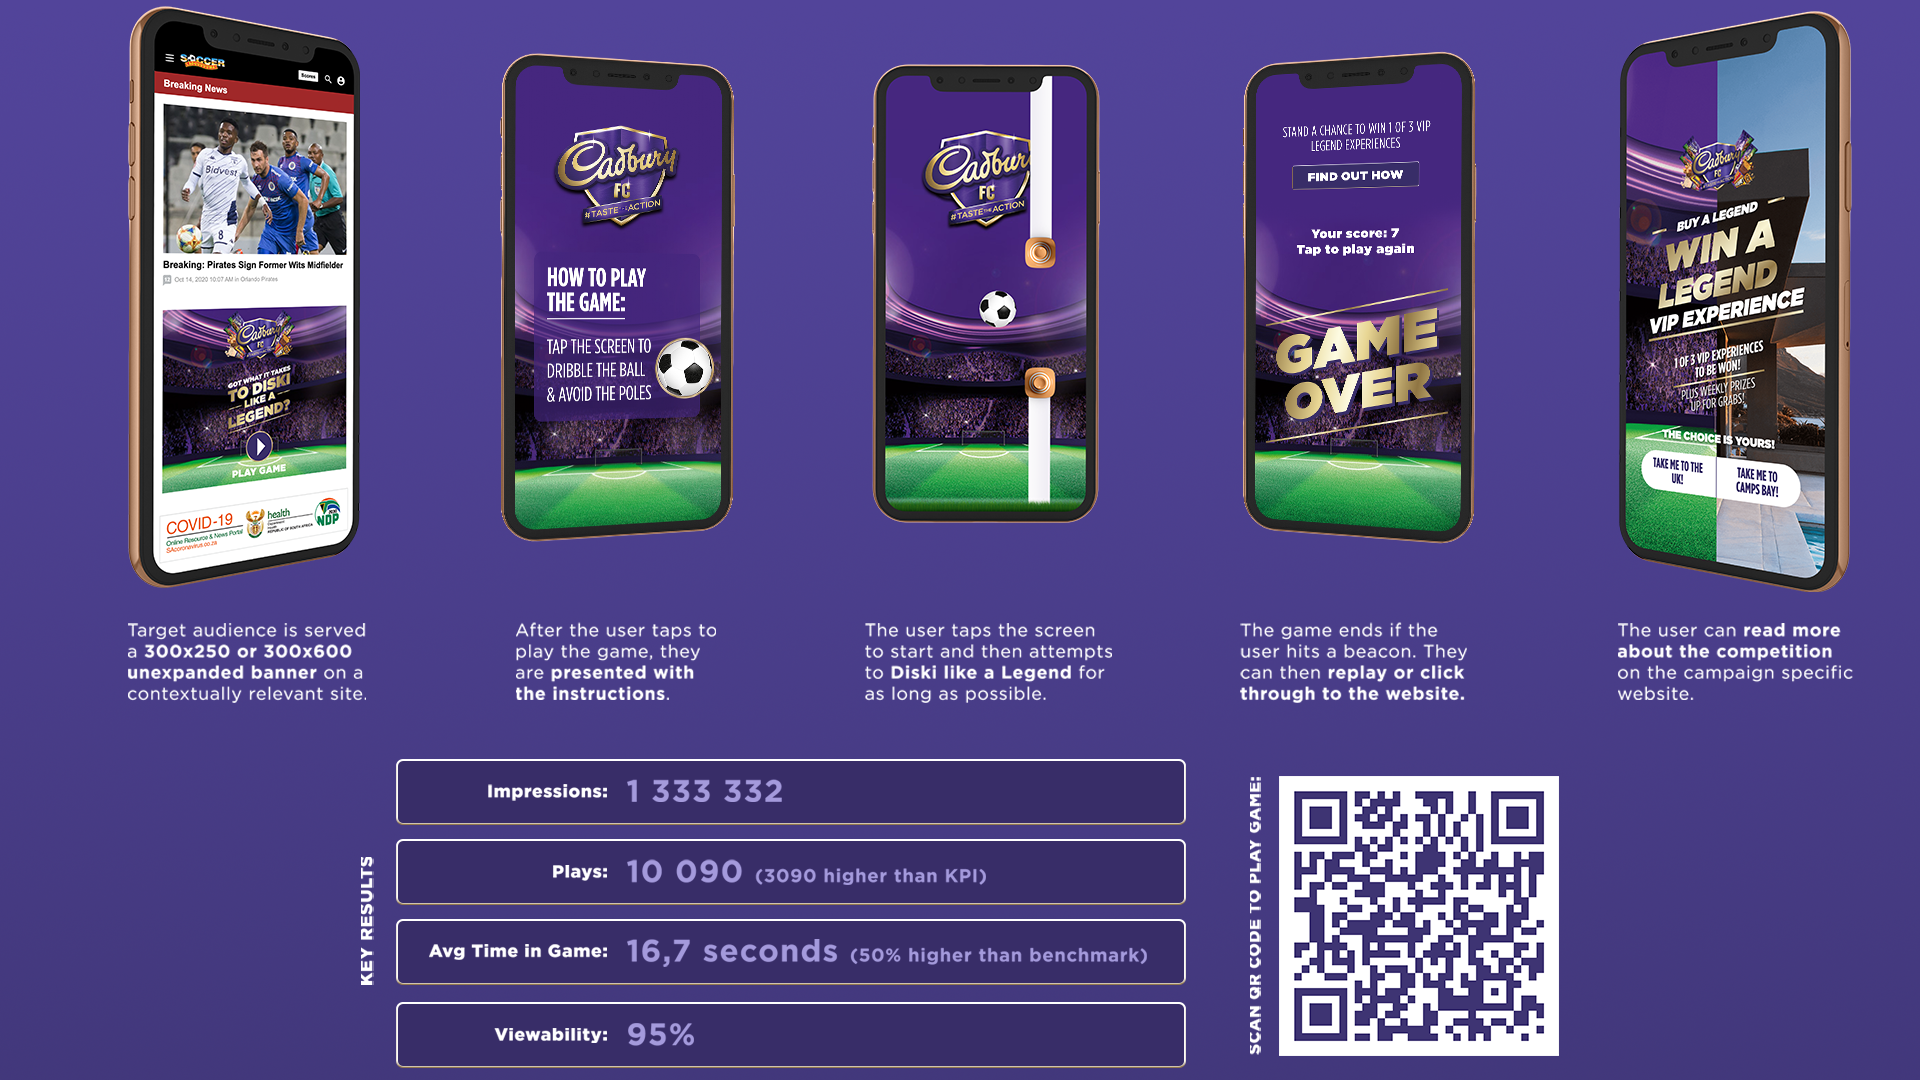 SOCCER
Scores
Breaking News
Bidvest
8
Breaking: Pirates Sign Former Wits Midfielder
12
Oct 14, 2020 10:07 AM in Orlando Pirates
Cadbury
FC
GOT WHAT IT TAKES
TO DISKI
LIKE A
LEGEND?
PLAY GAME
COVID-19
Online Resource & News Portal
SAcoronavirus.co.za
health
Department:
Health
REPUBLIC OF SOUTH AFRICA
NDP
Cadbury
FC
#TASTE THE ACTION
HOW TO PLAY
THE GAME:
TAP THE SCREEN TO
DRIBBLE THE BALL
& AVOID THE POLES
Cadbury
FC
#TASTE THE ACTION
STAND A CHANCE TO WIN 1 OF 3 VIP
LEGEND EXPERIENCES
FIND OUT HOW
Your score: 7
Tap to play again
GAME
OVER
Cadbury
FC
BUY A LEGEND
WIN A
LEGEND
VIP EXPERIENCE
1 OF 3 VIP EXPERIENCES
TO BE WON!
PLUS WEEKLY PRIZES
UP FOR GRABS!
THE CHOICE IS YOURS!
TAKE ME TO THE
UK!
TAKE ME TO
CAMPS BAY!
Target audience is served
a 300x250 or 300x600
unexpanded banner on a
contextually relevant site.
After the user taps to
play the game, they
are presented with
the instructions.
The user taps the screen
to start and then attempts
to Diski like a Legend for
as long as possible.
The game ends if the
user hits a beacon. They
can then replay or click
through to the website.
The user can read more
about the competition
on the campaign specific
website.
KEY RESULTS
Impressions: 1 333 332
Plays: 10 090 (3090 higher than KPI)
Avg Time in Game: 16,7 seconds (50% higher than benchmark)
Viewability: 95%
SCAN QR CODE TO PLAY GAME: